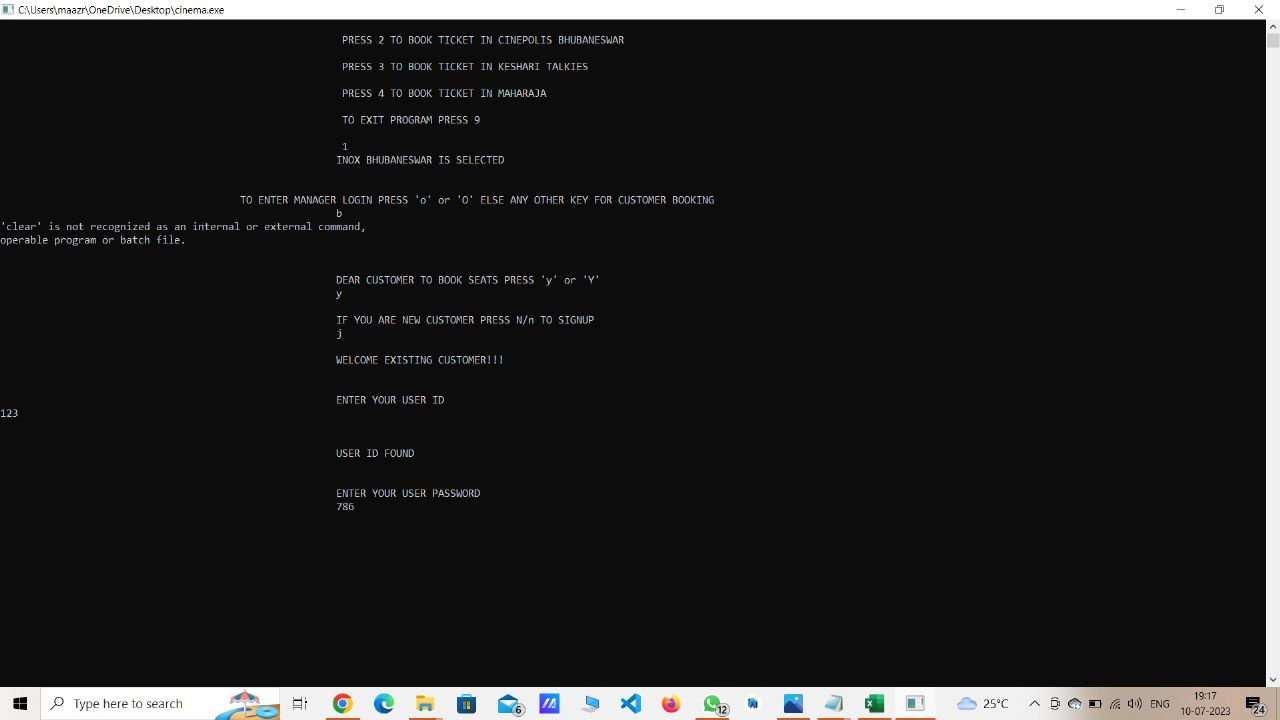 C:\Users\maazr\OneDrive\Desktop\cinema.exe
PRESS 2 TO BOOK TICKET IN CINEPOLIS BHUBANESWAR
PRESS 3 TO BOOK TICKET IN KESHARI TALKIES
PRESS 4 TO BOOK TICKET IN MAHARAJA
TO EXIT PROGRAM PRESS 9
1
INOX BHUBANESWAR IS SELECTED
TO ENTER MANAGER LOGIN PRESS 'o' or 'O' ELSE ANY OTHER KEY FOR CUSTOMER BOOKING
b
'clear' is not recognized as an internal or external command,
operable program or batch file.
DEAR CUSTOMER TO BOOK SEATS PRESS 'y' or 'Y'
y
IF YOU ARE NEW CUSTOMER PRESS N/n TO SIGNUP
j
WELCOME EXISTING CUSTOMER!!!
ENTER YOUR USER ID
123
USER ID FOUND
ENTER YOUR USER PASSWORD
786
Type here to search
6
12
25°C
ENG
19:17
10-07-2023
24